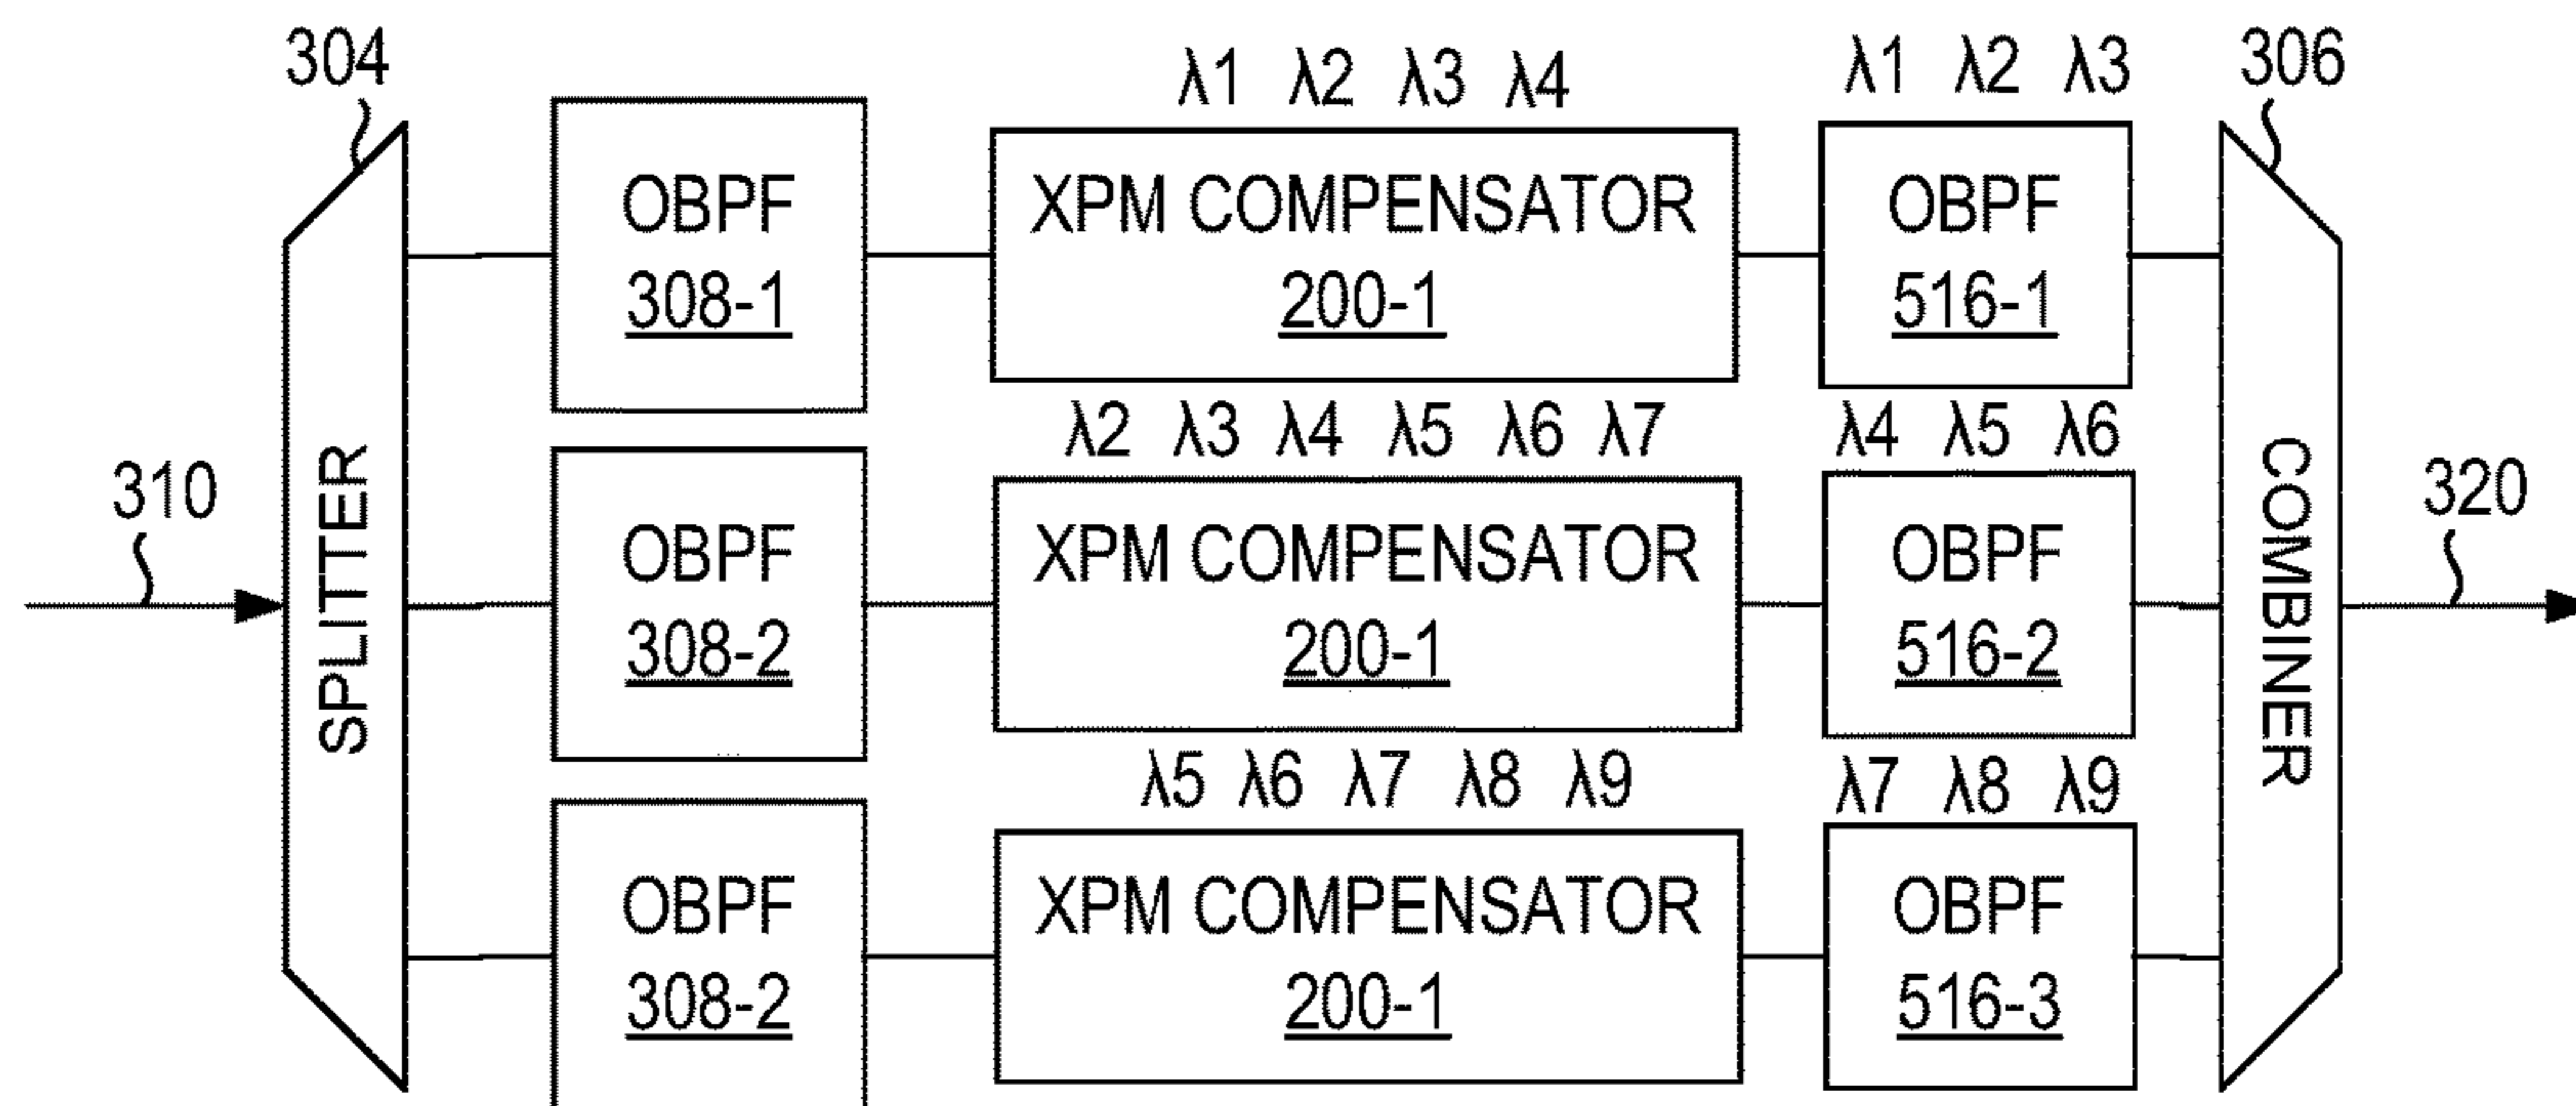 304
λ1 λ2 λ3 λ4
λ1 λ2 λ3
306
OBPF
308-1
XPM COMPENSATOR
200-1
OBPF
516-1
310
SPLITTER
λ2 λ3 λ4 λ5 λ6 λ7
λ4 λ5 λ6
OBPF
308-2
XPM COMPENSATOR
200-1
OBPF
516-2
COMBINER
320
λ5 λ6 λ7 λ8 λ9
λ7 λ8 λ9
OBPF
308-2
XPM COMPENSATOR
200-1
OBPF
516-3